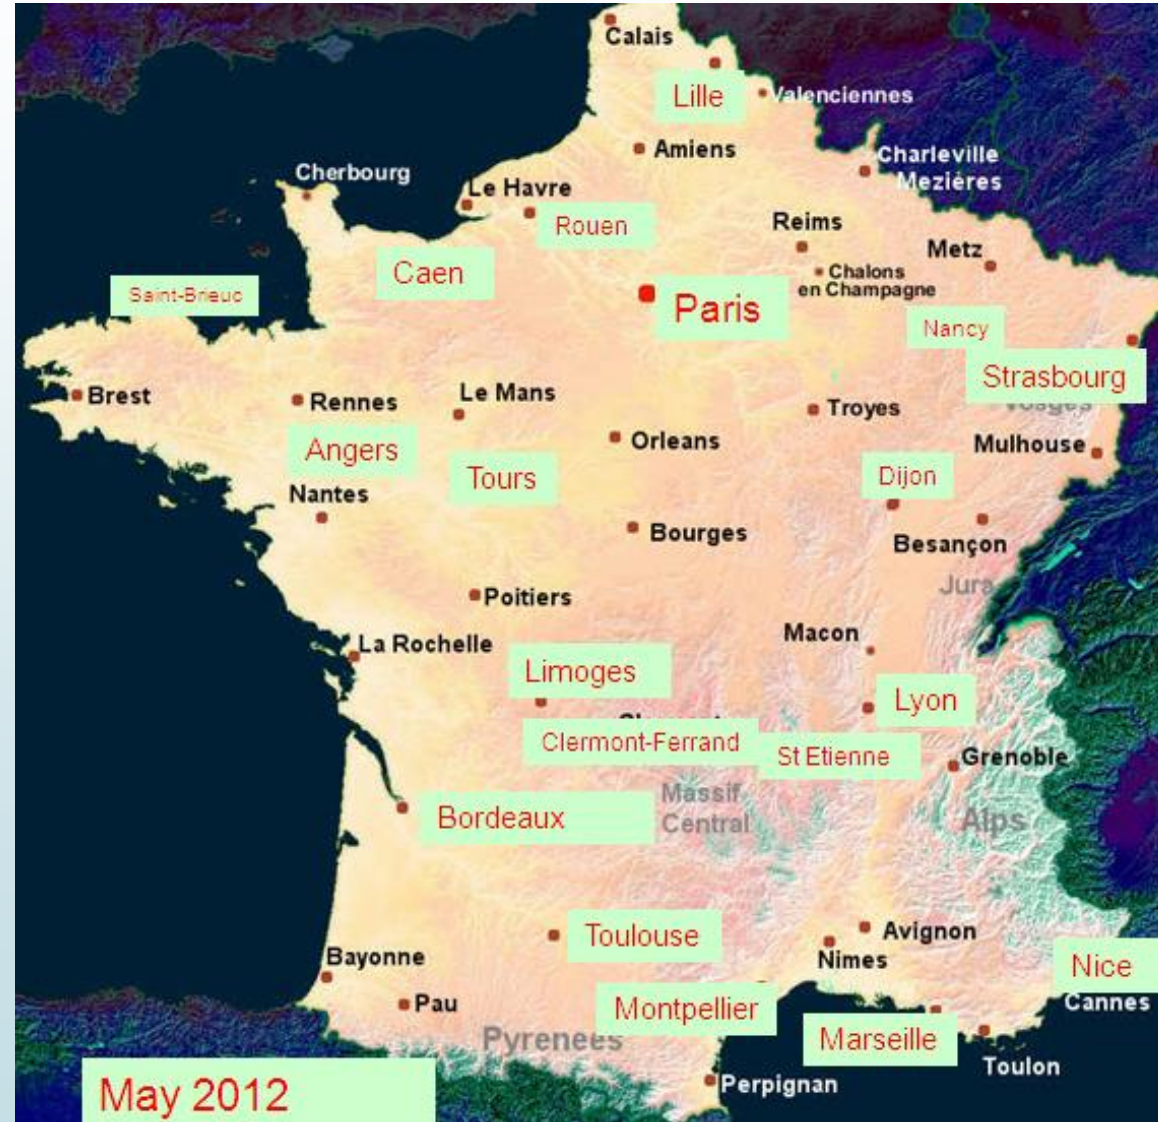 Calais
Lille
Valenciennes
Amiens
Charleville
Mezières
Cherbourg
Le Havre
Rouen
Reims
Metz
Caen
Chalons
en Champagne
Saint-Brieuc
Paris
Nancy
Strasbourg
Vosges
Brest
Rennes
Le Mans
Troyes
Orleans
Mulhouse
Angers
Tours
Dijon
Nantes
Bourges
Besançon
Jura
Poitiers
Macon
La Rochelle
Limoges
Lyon
Clermont-Ferrand
St Etienne
Grenoble
Massif
Central
Bordeaux
Alps
Toulouse
Avignon
Nimes
Bayonne
Nice
Cannes
Pau
Montpellier
Marseille
Pyrenees
Toulon
Perpignan
May 2012